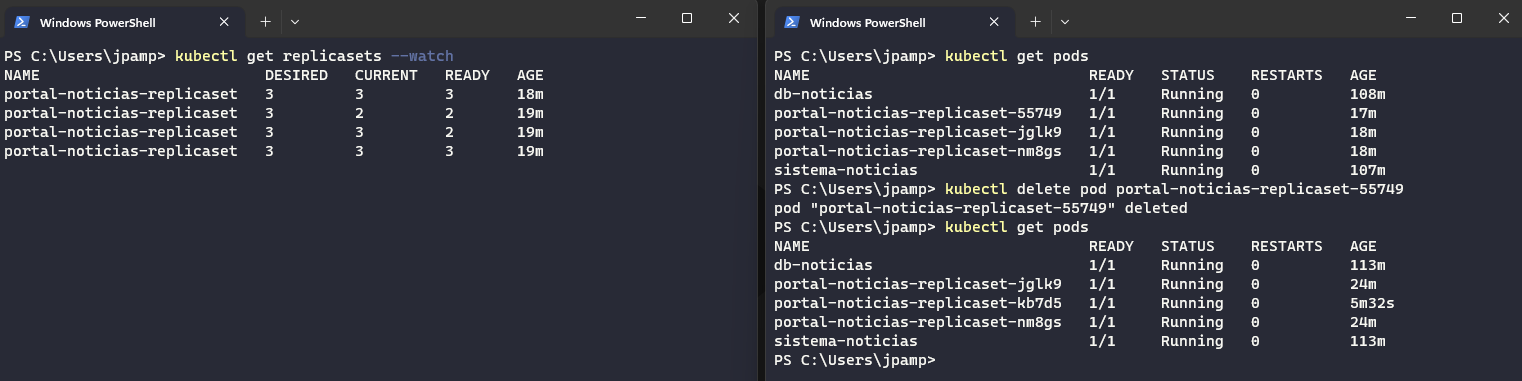 Windows PowerShell
PS C:\Users\jpamp> kubectl get replicasets --watch
NAME DESIRED CURRENT READY AGE
portal-noticias-replicaset 3 3 3 18m
portal-noticias-replicaset 3 2 2 19m
portal-noticias-replicaset 3 3 2 19m
portal-noticias-replicaset 3 3 3 19m
Windows PowerShell
PS C:\Users\jpamp> kubectl get pods
NAME READY STATUS RESTARTS AGE
db-noticias 1/1 Running 0 108m
portal-noticias-replicaset-55749 1/1 Running 0 17m
portal-noticias-replicaset-jglk9 1/1 Running 0 18m
portal-noticias-replicaset-nm8gs 1/1 Running 0 18m
sistema-noticias 1/1 Running 0 107m
PS C:\Users\jpamp> kubectl delete pod portal-noticias-replicaset-55749
pod "portal-noticias-replicaset-55749" deleted
PS C:\Users\jpamp> kubectl get pods
NAME READY STATUS RESTARTS AGE
db-noticias 1/1 Running 0 113m
portal-noticias-replicaset-jglk9 1/1 Running 0 24m
portal-noticias-replicaset-kb7d5 1/1 Running 0 5m32s
portal-noticias-replicaset-nm8gs 1/1 Running 0 24m
sistema-noticias 1/1 Running 0 113m
PS C:\Users\jpamp>